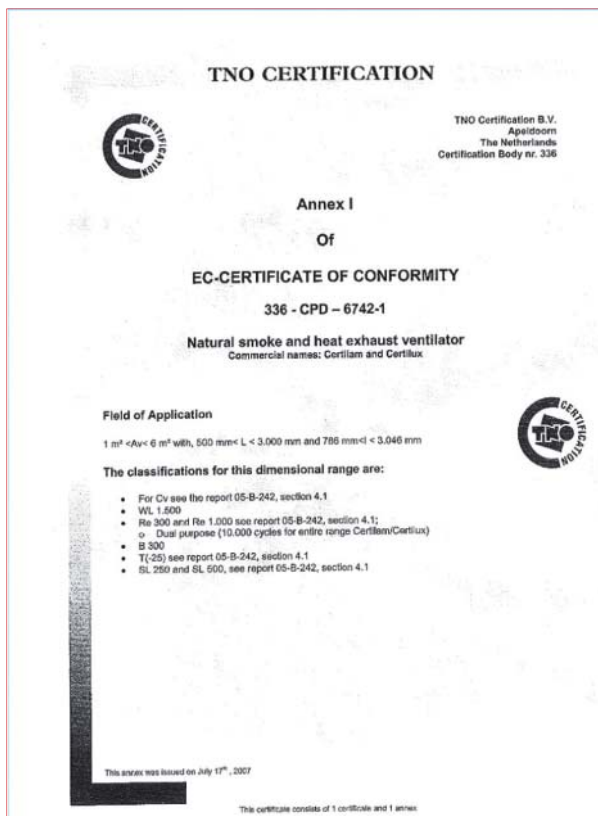 TNO CERTIFICATION
CERTIFICATION
TNO
TNO Certification B.V.
Apeldoorn
The Netherlands
Certification Body nr. 336
Annex I
Of
EC-CERTIFICATE OF CONFORMITY
336 - CPD – 6742-1
Natural smoke and heat exhaust ventilator
Commercial names: Certilam and Certilux
CERTIFICATION
TNO
Field of Application
1 m² <Av< 6 m² with, 500 mm< L < 3.000 mm and 786 mm<l < 3.046 mm
The classifications for this dimensional range are:
• For Cv see the report 05-B-242, section 4.1
• WL 1.500
• Re 300 and Re 1.000 see report 05-B-242, section 4.1;
o Dual purpose (10.000 cycles for entire range Certilam/Certilux)
• B 300
• T(-25) see report 05-B-242, section 4.1
• SL 250 and SL 500, see report 05-B-242, section 4.1
This annex was issued on July 17th, 2007
This certificate consists of 1 certificate and 1 annex